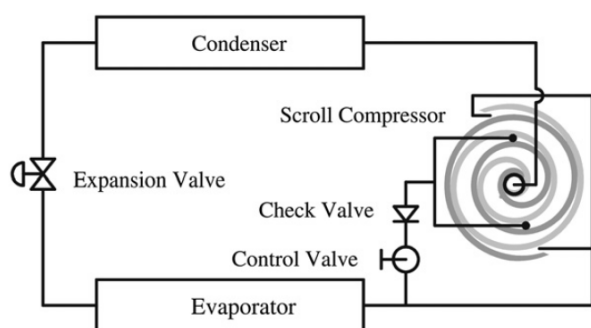 Condenser
Scroll Compressor
Expansion Valve
Check Valve
Control Valve
Evaporator